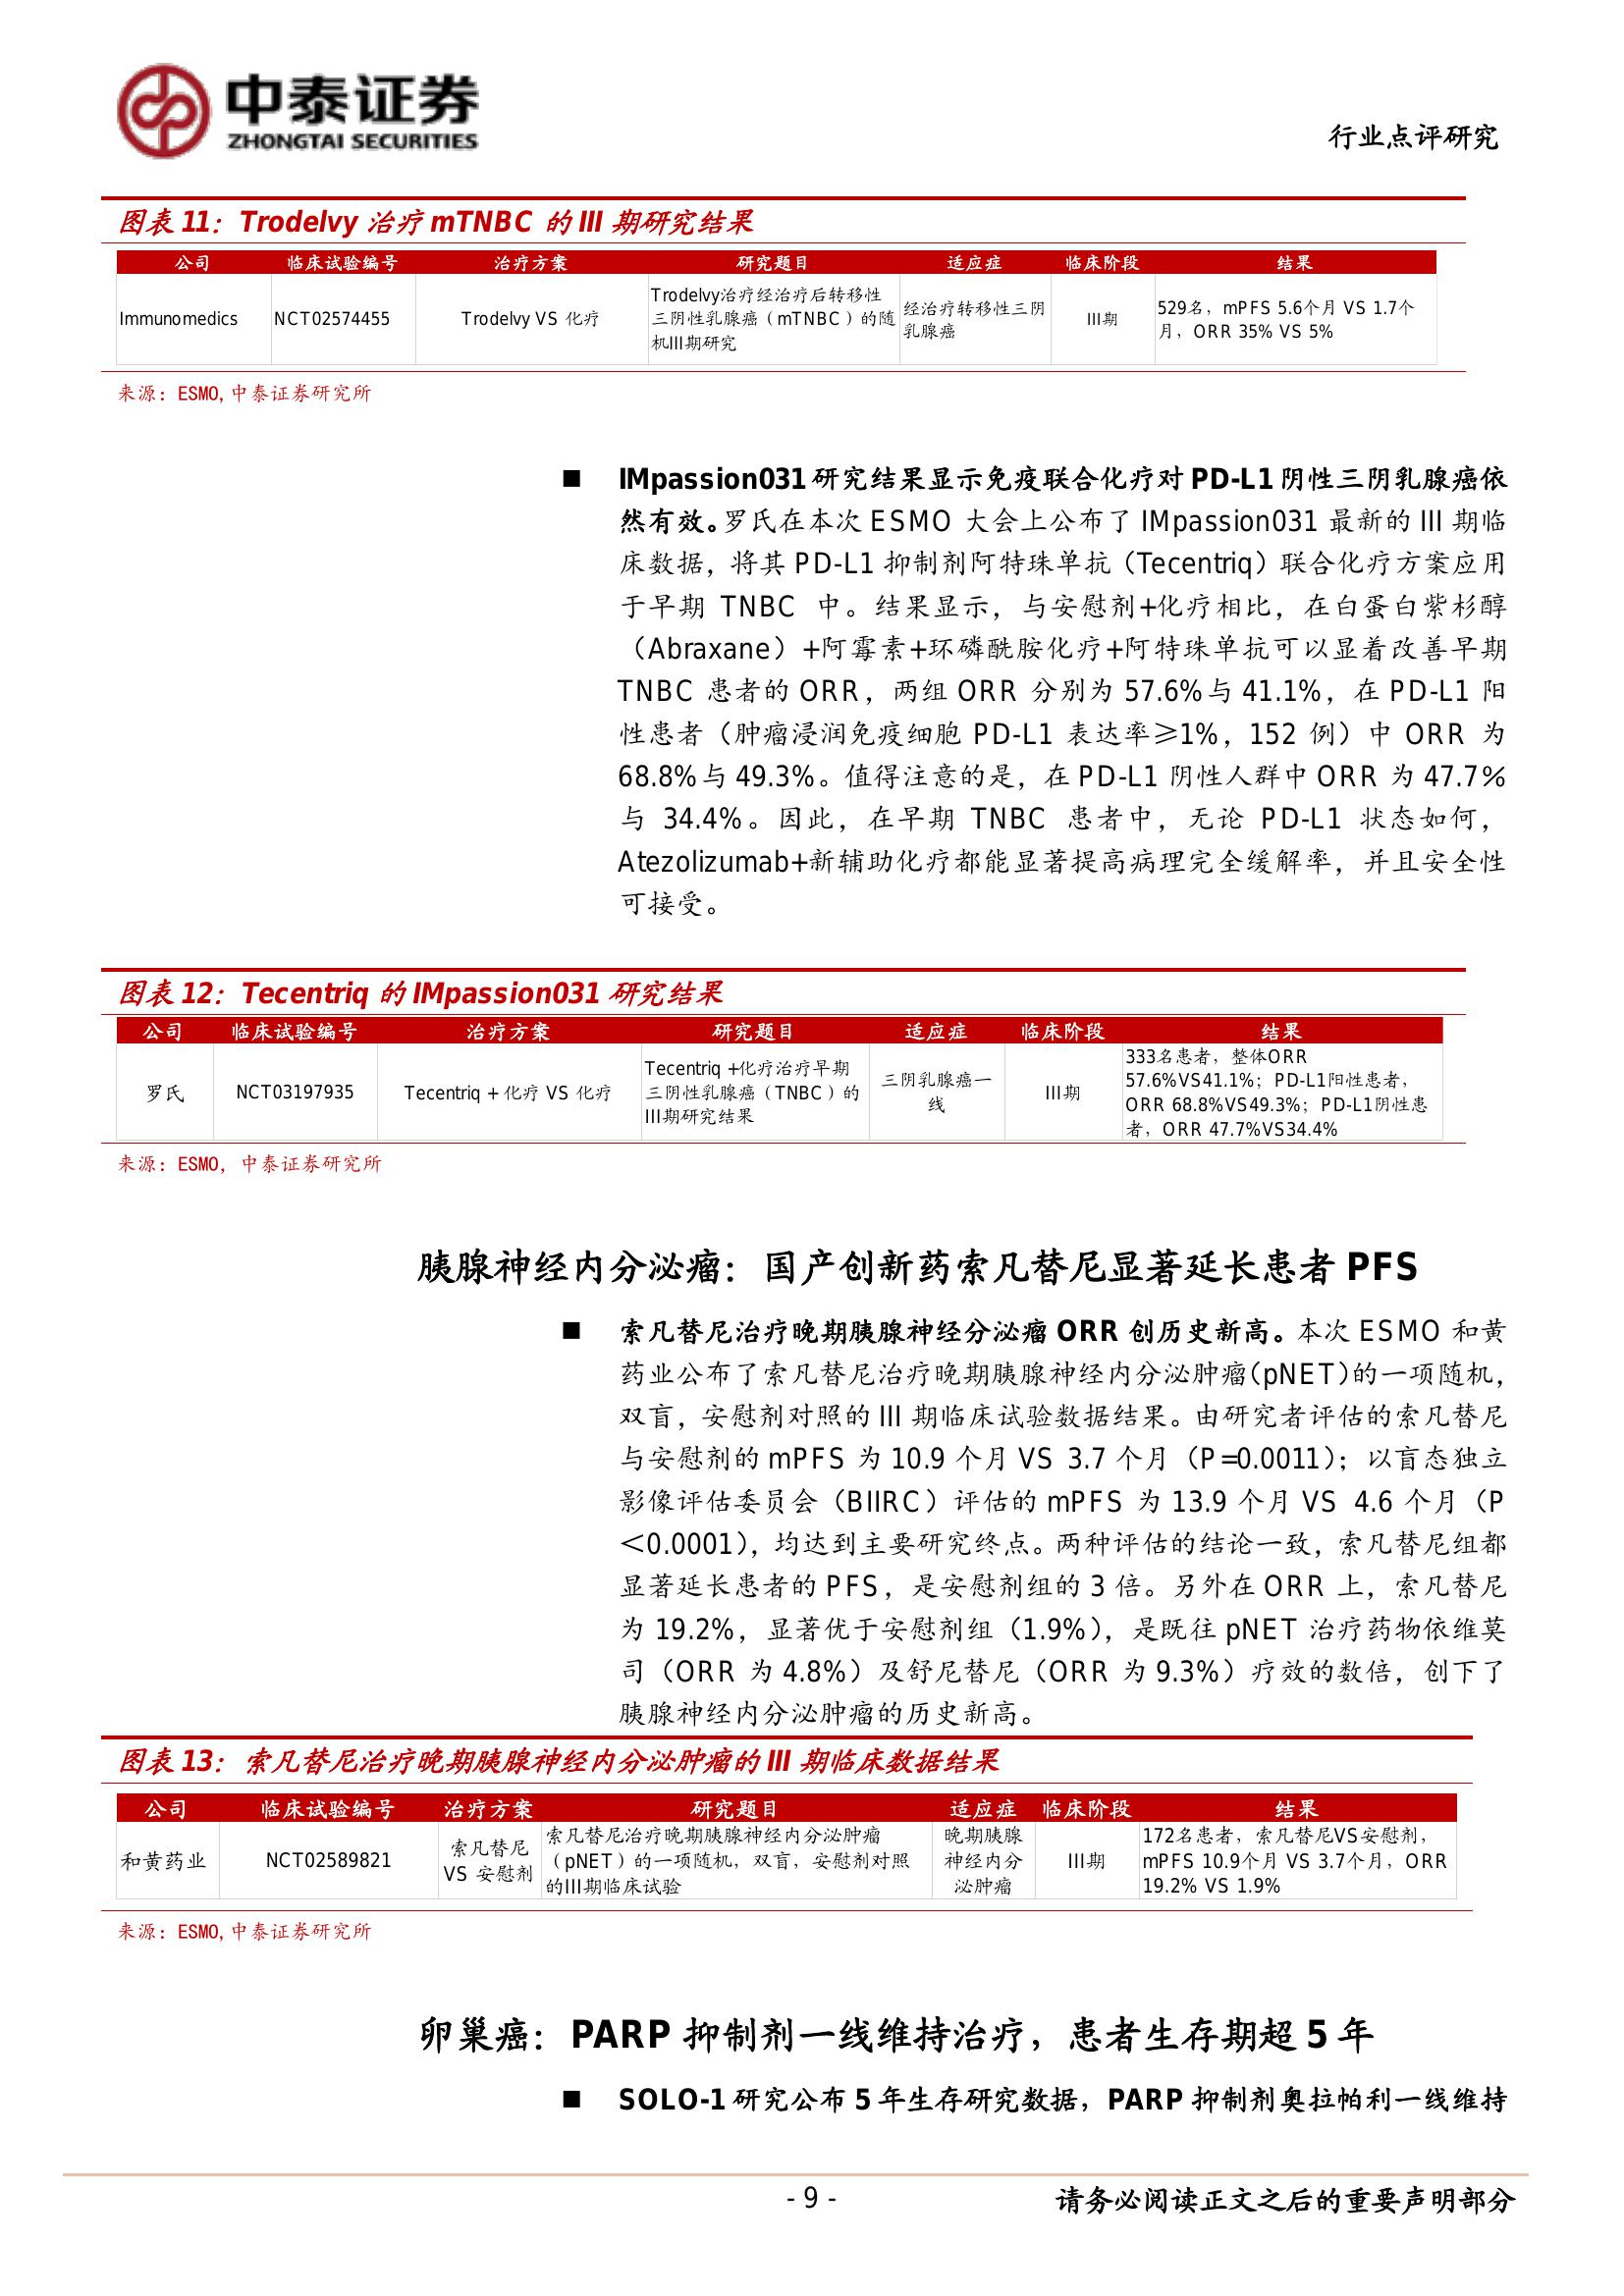 中泰证券
ZHONGTAI SECURITIES
行业点评研究
图表 11：Trodelvy 治疗 mTNBC 的 III 期研究结果
公司 临床试验编号 治疗方案 研究题目 适应症 临床阶段 结果
Immunomedics NCT02574455 Trodelvy VS 化疗
Trodelvy治疗经治疗后转移性
三阴性乳腺癌（mTNBC）的随
机III期研究
经治疗转移性三阴
乳腺癌
III期
529名，mPFS 5.6个月 VS 1.7个
月，ORR 35% VS 5%
来源：ESMO,中泰证券研究所
■ IMpassion031 研究结果显示免疫联合化疗对 PD-L1 阴性三阴乳腺癌依
然有效。罗氏在本次 ESMO 大会上公布了 IMpassion031 最新的 III 期临
床数据，将其 PD-L1 抑制剂阿特珠单抗（Tecentriq）联合化疗方案应用
于早期 TNBC 中。结果显示，与安慰剂+化疗相比，在白蛋白紫杉醇
（Abraxane）+阿霉素+环磷酰胺化疗+阿特珠单抗可以显着改善早期
TNBC 患者的 ORR，两组 ORR 分别为 57.6%与 41.1%，在 PD-L1 阳
性患者（肿瘤浸润免疫细胞 PD-L1 表达率≥1%，152 例）中 ORR 为
68.8%与 49.3%。值得注意的是，在 PD-L1 阴性人群中 ORR 为 47.7%
与 34.4%。因此，在早期 TNBC 患者中，无论 PD-L1 状态如何，
Atezolizumab+新辅助化疗都能显著提高病理完全缓解率，并且安全性
可接受。
图表 12：Tecentriq 的 IMpassion031 研究结果
公司 临床试验编号 治疗方案 研究题目 适应症 临床阶段 结果
罗氏 NCT03197935 Tecentriq + 化疗 VS 化疗
Tecentriq +化疗治疗早期
三阴性乳腺癌（TNBC）的
III期研究结果
三阴乳腺癌一
线
III期
333名患者，整体ORR
57.6%VS41.1%；PD-L1阳性患者，
ORR 68.8%VS49.3%；PD-L1阴性患
者，ORR 47.7%VS34.4%
来源：ESMO，中泰证券研究所
胰腺神经内分泌瘤：国产创新药索凡替尼显著延长患者 PFS
■ 索凡替尼治疗晚期胰腺神经分泌瘤 ORR 创历史新高。本次 ESMO 和黄
药业公布了索凡替尼治疗晚期胰腺神经内分泌肿瘤(pNET)的一项随机，
双盲，安慰剂对照的 III 期临床试验数据结果。由研究者评估的索凡替尼
与安慰剂的 mPFS 为 10.9 个月 VS 3.7 个月（P=0.0011）；以盲态独立
影像评估委员会（BIIRC）评估的 mPFS 为 13.9 个月 VS 4.6 个月（P
＜0.0001），均达到主要研究终点。两种评估的结论一致，索凡替尼组都
显著延长患者的 PFS，是安慰剂组的 3 倍。另外在 ORR 上，索凡替尼
为 19.2%，显著优于安慰剂组（1.9%），是既往 pNET 治疗药物依维莫
司（ORR 为 4.8%）及舒尼替尼（ORR 为 9.3%）疗效的数倍，创下了
胰腺神经内分泌肿瘤的历史新高。
图表 13：索凡替尼治疗晚期胰腺神经内分泌肿瘤的 III 期临床数据结果
公司 临床试验编号 治疗方案 研究题目 适应症 临床阶段 结果
和黄药业 NCT02589821
索凡替尼
VS 安慰剂
索凡替尼治疗晚期胰腺神经内分泌肿瘤
（pNET）的一项随机，双盲，安慰剂对照
的III期临床试验
晚期胰腺
神经内分
泌肿瘤
III期
172名患者，索凡替尼VS安慰剂，
mPFS 10.9个月 VS 3.7个月，ORR
19.2% VS 1.9%
来源：ESMO,中泰证券研究所
卵巢癌：PARP 抑制剂一线维持治疗，患者生存期超 5 年
■ SOLO-1 研究公布 5 年生存研究数据，PARP 抑制剂奥拉帕利一线维持
- 9 -
请务必阅读正文之后的重要声明部分